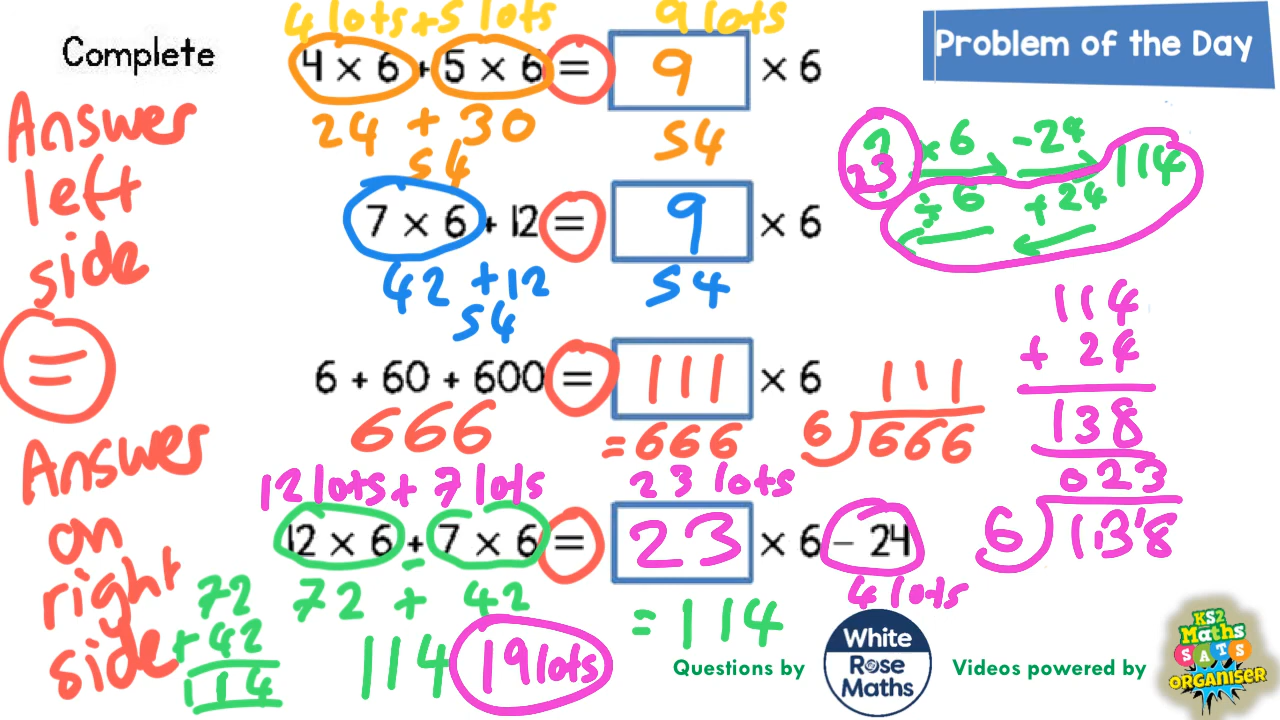 4 lots + 5 lots 9 lots
Complete
4 × 6 + 5 × 6 = 9 × 6
Problem of the Day
24 + 30
54
54
Answer
left
side
=
Answer
on
right
side
7 × 6 + 12 = 9 × 6
42 + 12
54
54
? × 6 - 24 114
23 ÷ 6 + 24
6 + 60 + 600 = 111 × 6
666
= 666
111
6 666
114
+ 24
138
023
6 13'8
12 lots + 7 lots 23 lots
12 × 6 + 7 × 6 = 23 × 6 − 24
4 lots
72 + 42
114 19 lots
= 114
72
+ 42
114
Questions by
White
Rose
Maths
Videos powered by
KS2
Maths
SATS
ORGANISER